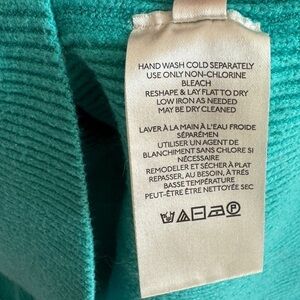 HAND WASH COLD SEPARATELY
USE ONLY NON-CHLORINE
BLEACH
RESHAPE & LAY FLAT TO DRY
LOW IRON AS NEEDED
MAY BE DRY CLEANED
LAVER À LA MAIN À L'EAU FROIDE
SÉPARÉMEN
UTILISER UN AGENT DE
BLANCHIMENT SANS CHLORE SI
NÉCESSAIRE
REMODELER ET SÉCHER À PLAT
REPASSER, AU BESOIN, À TRÈS
BASSE TEMPÉRATURE
PEUT-ÊTRE ÊTRE NETTOYÉE SEC